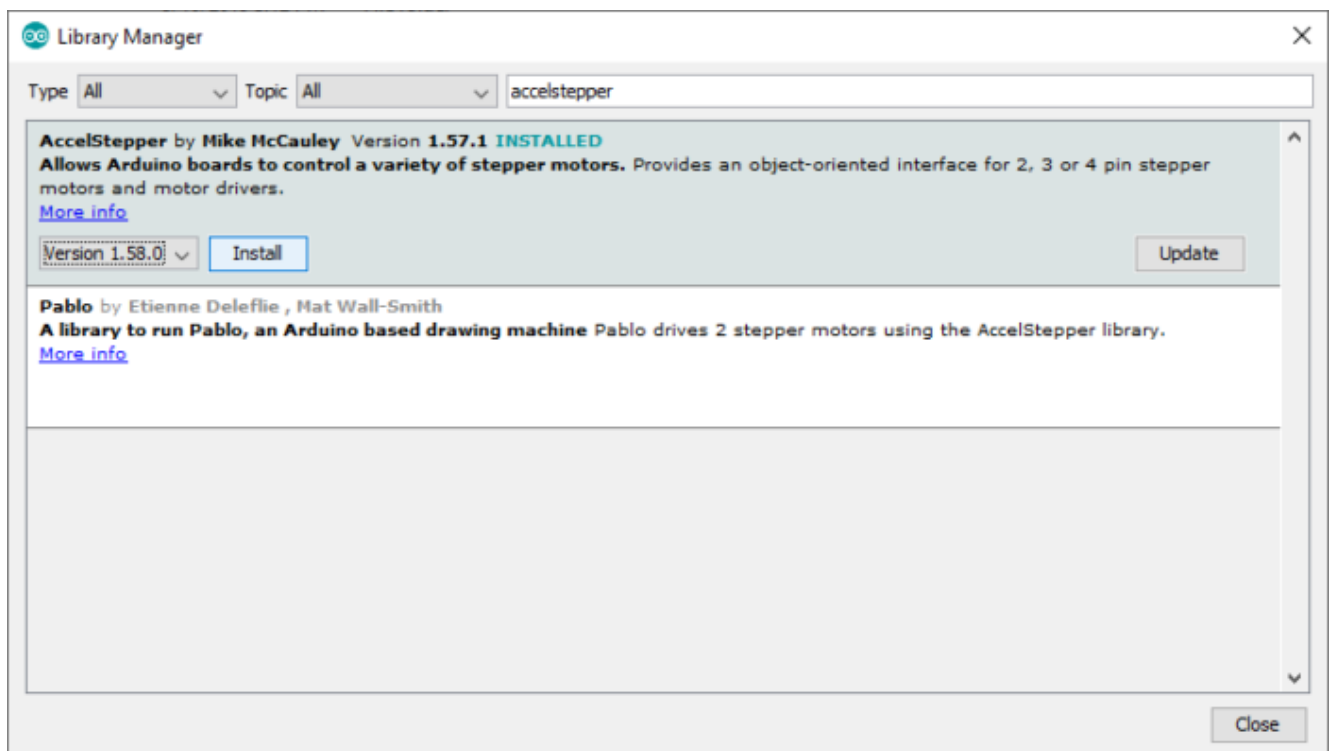 Library Manager
Type All Topic All accelstepper
AccelStepper by Mike McCauley Version 1.57.1 INSTALLED
Allows Arduino boards to control a variety of stepper motors. Provides an object-oriented interface for 2, 3 or 4 pin stepper
motors and motor drivers.
More info
Version 1.58.0 Install Update
Pablo by Etienne Deleflie , Mat Wall-Smith
A library to run Pablo, an Arduino based drawing machine Pablo drives 2 stepper motors using the AccelStepper library.
More info
Close